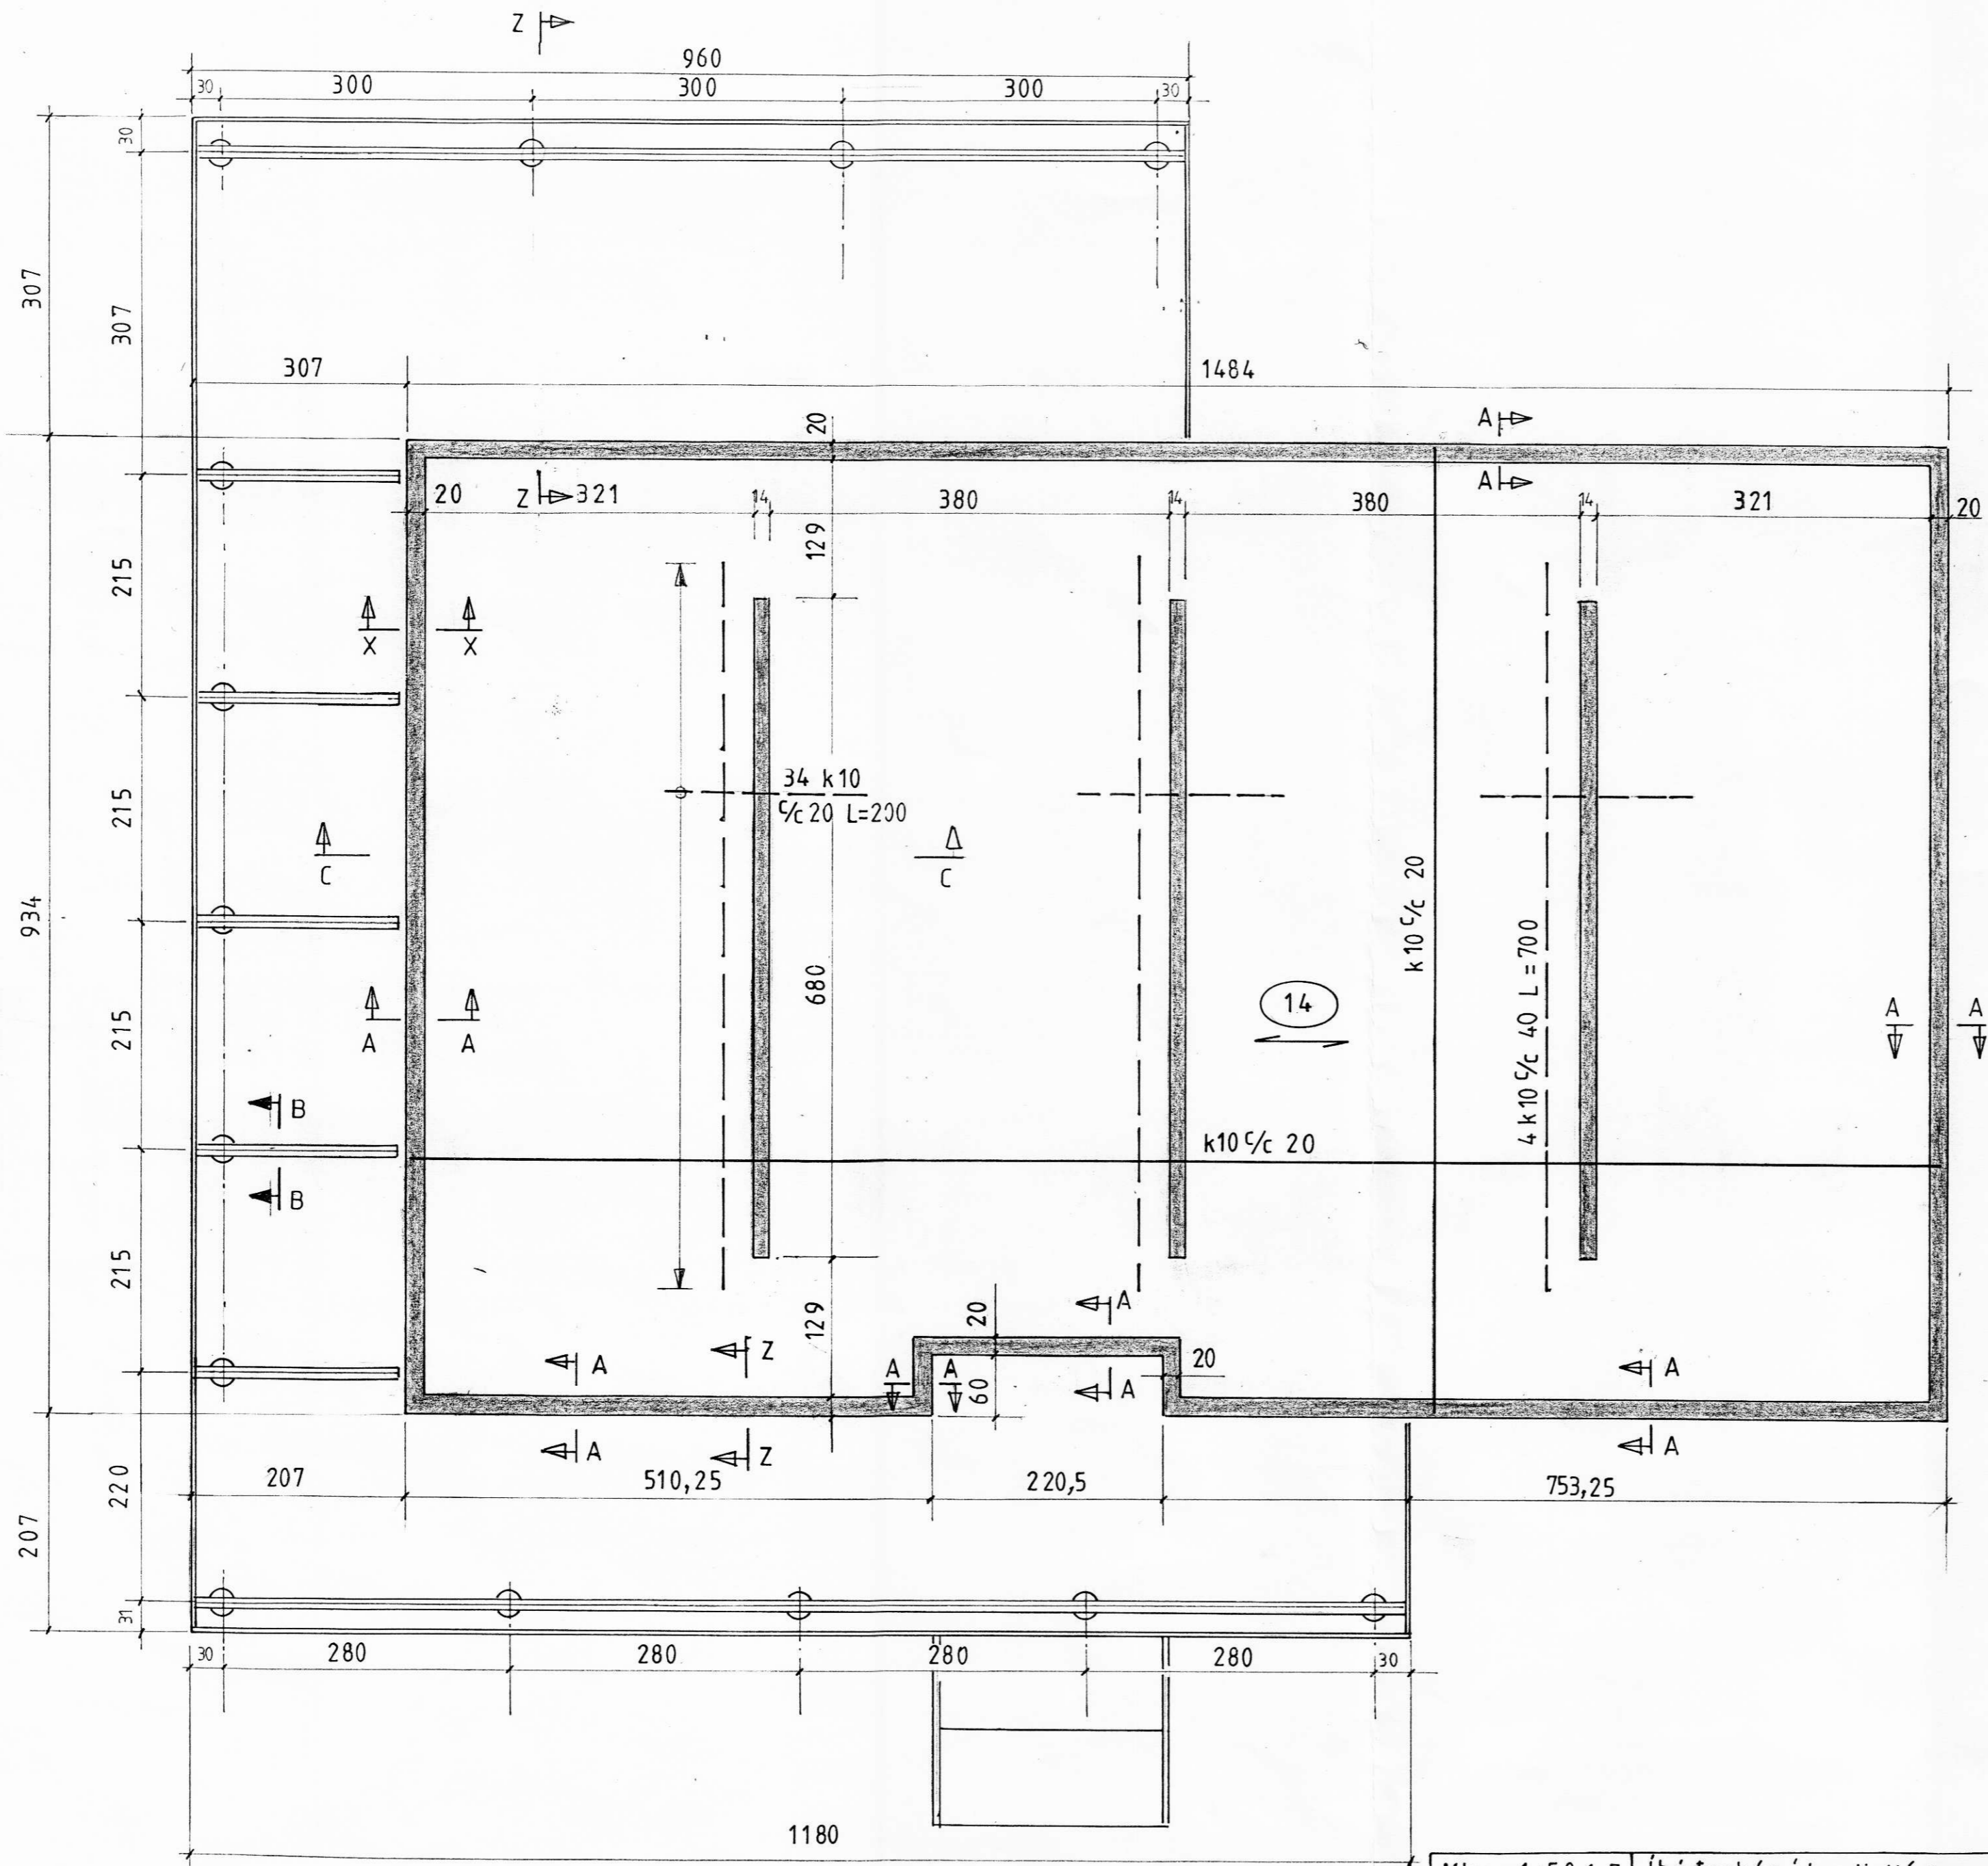 Z
960
30 300 300 300 30
30
307
307
307
1484
A
20
20
Z
321
14
380
14
380
A
14
321
20
129
215
X X
34 k10
c/c 20 L=200
215
C
C
934
k10 c/c 20
680
4 k10 c/c 40 L=700
14
215
A A
A A
B
k10 c/c 20
B
215
129
20
A
A
Z
A A
20
60
A
A
A
Z
A
207
510,25
220,5
753,25
220
207
31
30 280 280 280 280 30
1180